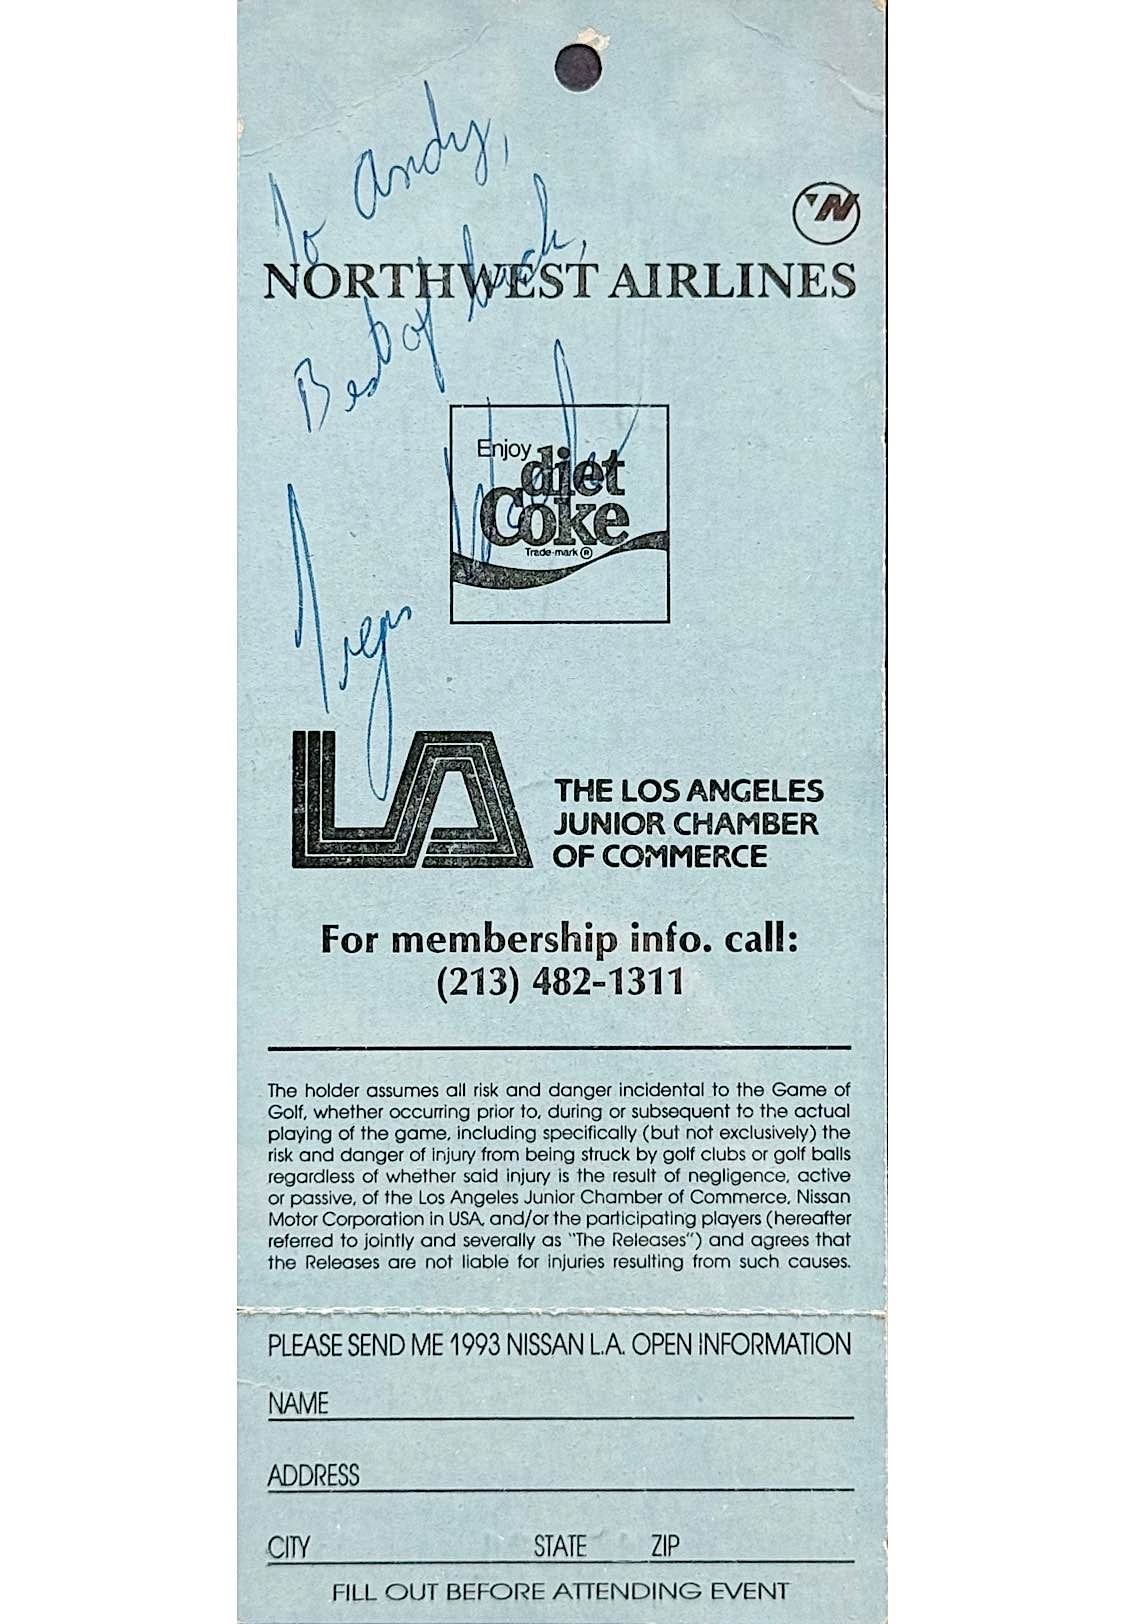 To Andy,
Best of luck,
NORTHWEST AIRLINES
Enjoy
diet
Coke
Trade-mark ®
LA
THE LOS ANGELES
JUNIOR CHAMBER
OF COMMERCE
For membership info. call:
(213) 482-1311
The holder assumes all risk and danger incidental to the Game of
Golf, whether occurring prior to, during or subsequent to the actual
playing of the game, including specifically (but not exclusively) the
risk and danger of injury from being struck by golf clubs or golf balls
regardless of whether said injury is the result of negligence, active
or passive, of the Los Angeles Junior Chamber of Commerce, Nissan
Motor Corporation in USA, and/or the participating players (hereafter
referred to jointly and severally as "The Releases") and agrees that
the Releases are not liable for injuries resulting from such causes.
PLEASE SEND ME 1993 NISSAN L.A. OPEN INFORMATION
NAME
ADDRESS
CITY STATE ZIP
FILL OUT BEFORE ATTENDING EVENT